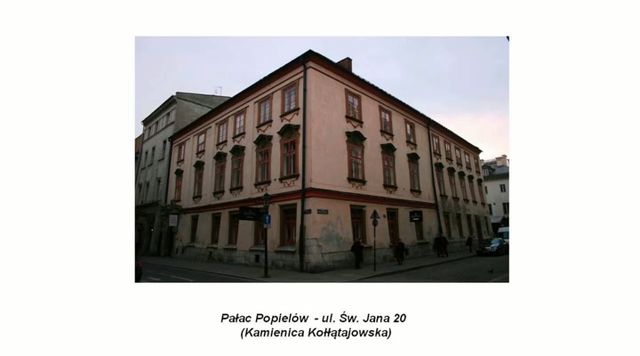 Pałac Popielów - ul. Św. Jana 20
(Kamienica Kołłątajowska)